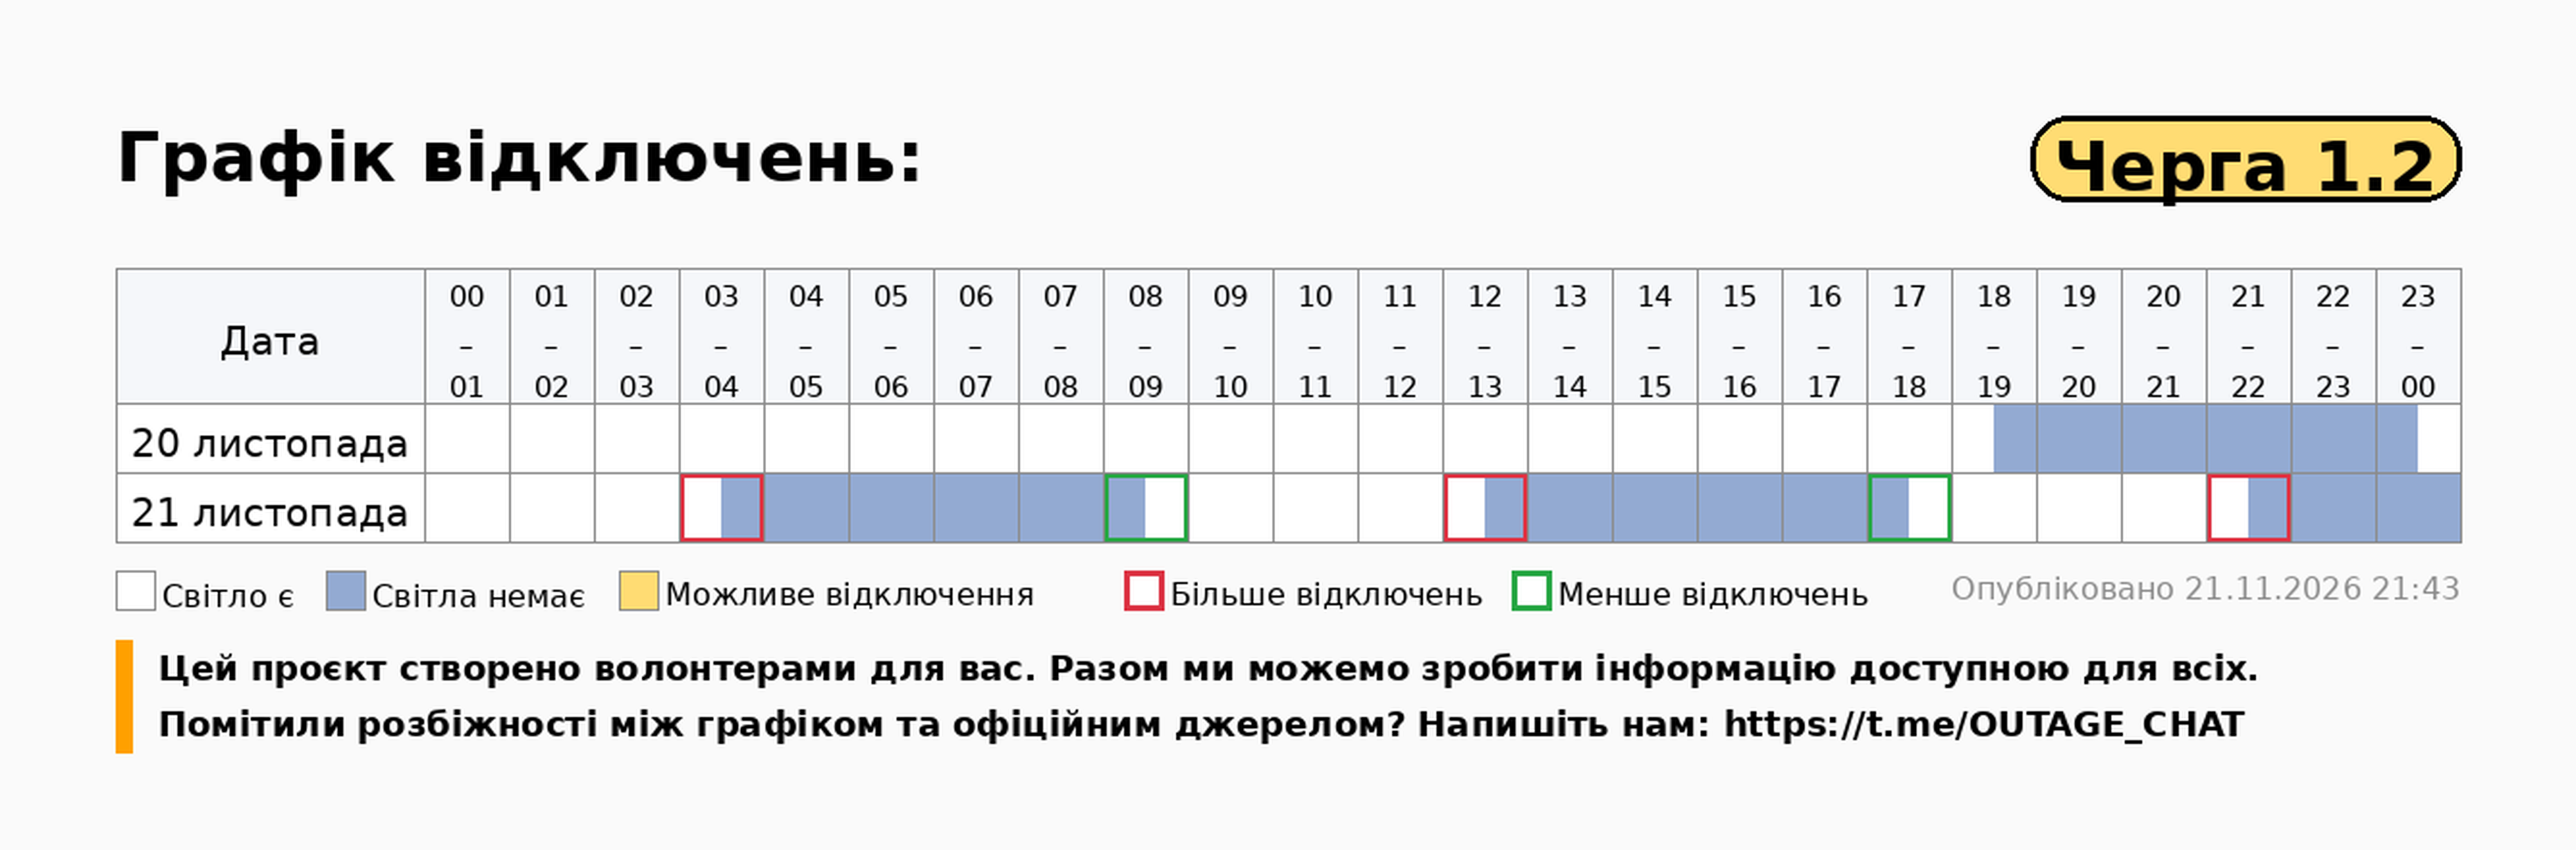 Графік відключень:
Черга 1.2
Дата
00 – 01
01 – 02
02 – 03
03 – 04
04 – 05
05 – 06
06 – 07
07 – 08
08 – 09
09 – 10
10 – 11
11 – 12
12 – 13
13 – 14
14 – 15
15 – 16
16 – 17
17 – 18
18 – 19
19 – 20
20 – 21
21 – 22
22 – 23
23 – 00
20 листопада
21 листопада
Світло є
Світла немає
Можливе відключення
Більше відключень
Менше відключень
Опубліковано 21.11.2026 21:43
Цей проєкт створено волонтерами для вас. Разом ми можемо зробити інформацію доступною для всіх.
Помітили розбіжності між графіком та офіційним джерелом? Напишіть нам: https://t.me/OUTAGE_CHAT